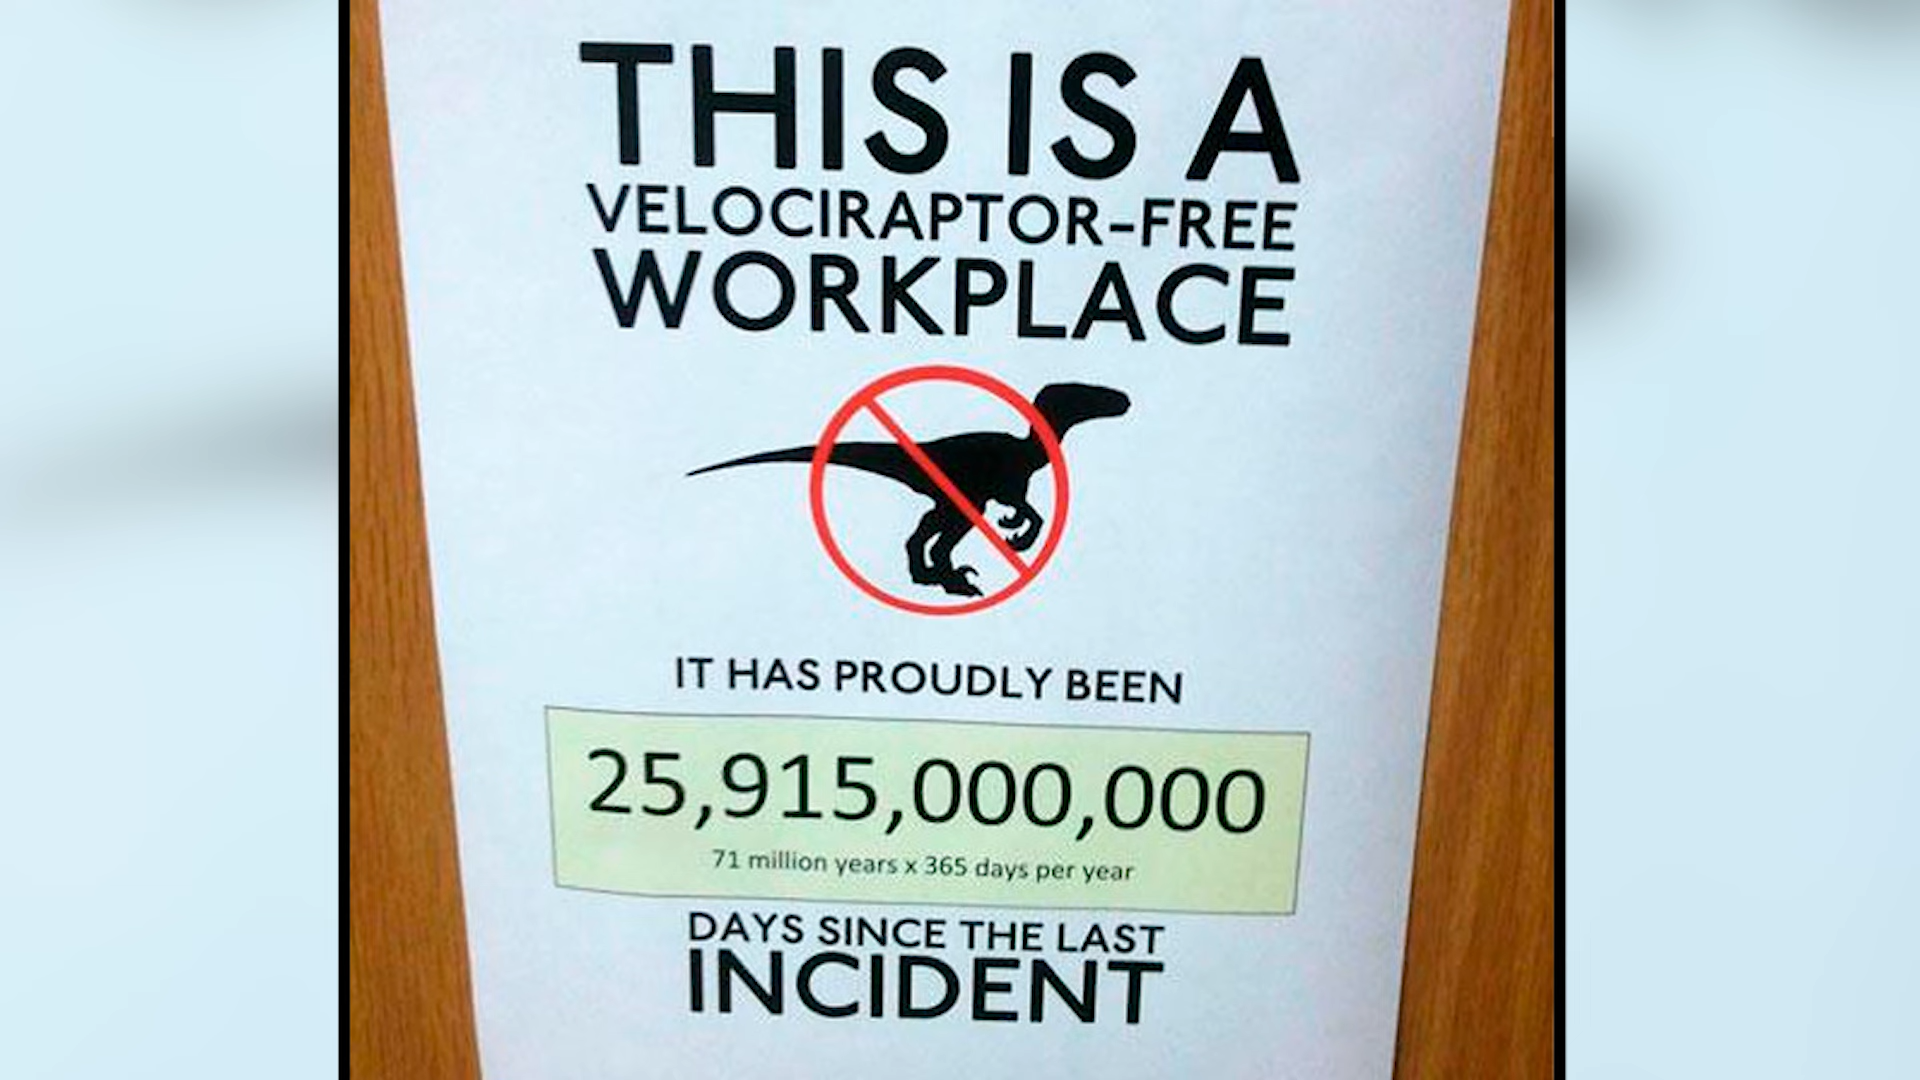 THIS IS A
VELOCIRAPTOR-FREE
WORKPLACE
IT HAS PROUDLY BEEN
25,915,000,000
71 million years x 365 days per year
DAYS SINCE THE LAST
INCIDENT